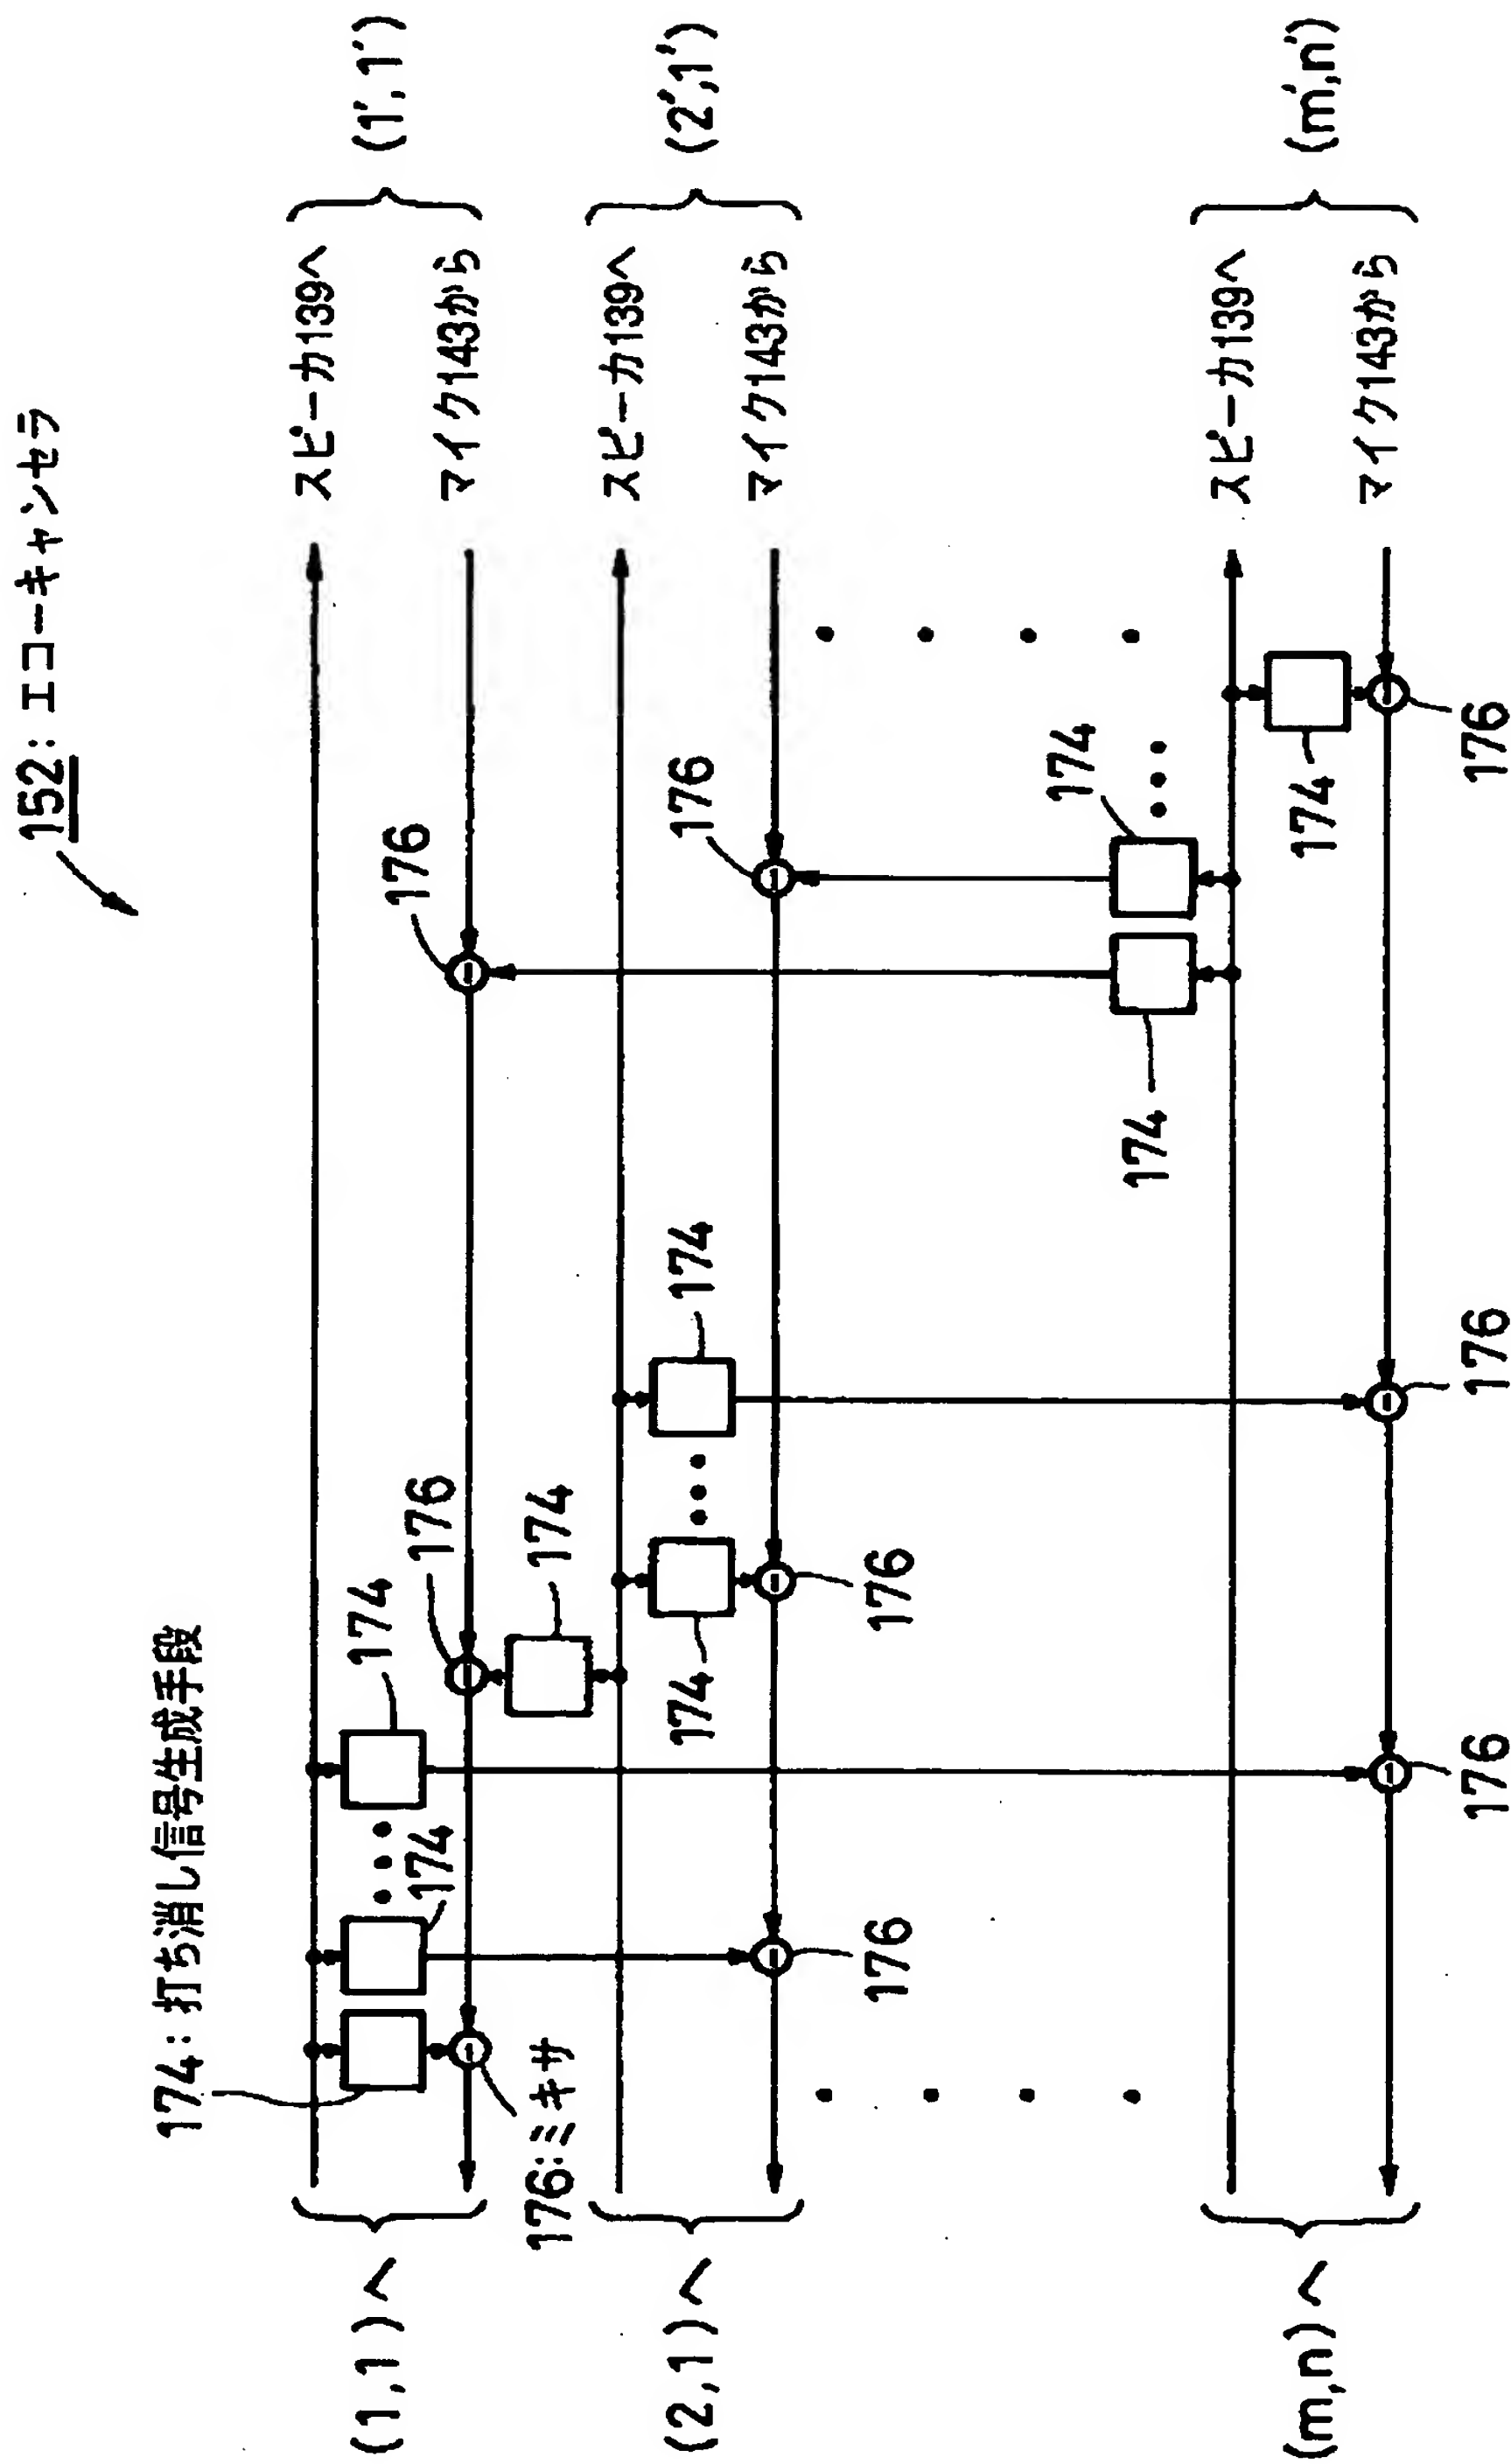 152: エコーキャンセラ
174: 打ち消し信号生成手段
(1,1)へ
スピーカ139へ
(1',1')
マイク143から
174
174
176
176
176:ミキサ
174
(2,1)へ
スピーカ139へ
(2',1')
マイク143から
174
174
176
176
176
174
174
(m,n)へ
スピーカ139へ
(m',n')
マイク143から
174
176
176
176